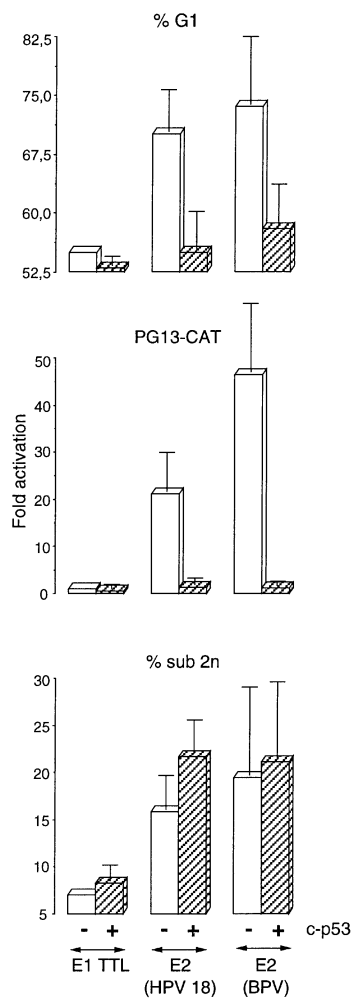 % G1
82,5
75,0
67,5
60,0
52,5
PG13-CAT
Fold activation
50
40
30
20
10
0
% sub 2n
30
25
20
15
10
5
- + - + - + c-p53
E1 TTL E2 E2
(HPV 18) (BPV)